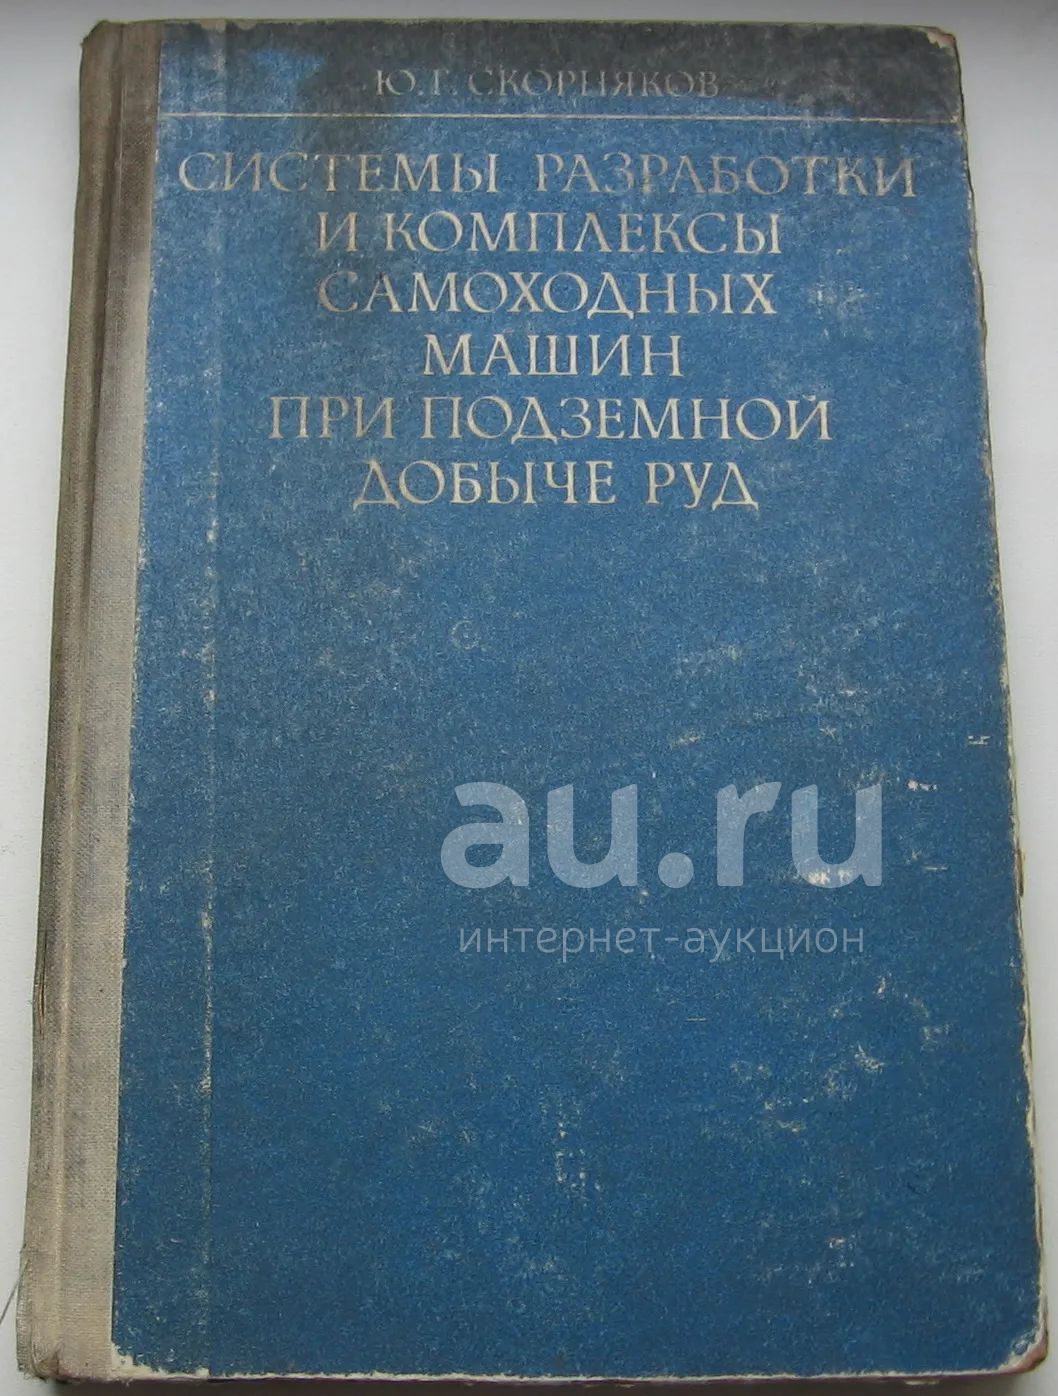 Ю.Г. СКОРНЯКОВ
СИСТЕМЫ РАЗРАБОТКИ
И КОМПЛЕКСЫ
САМОХОДНЫХ
МАШИН
ПРИ ПОДЗЕМНОЙ
ДОБЫЧЕ РУД
au.ru
интернет-аукцион